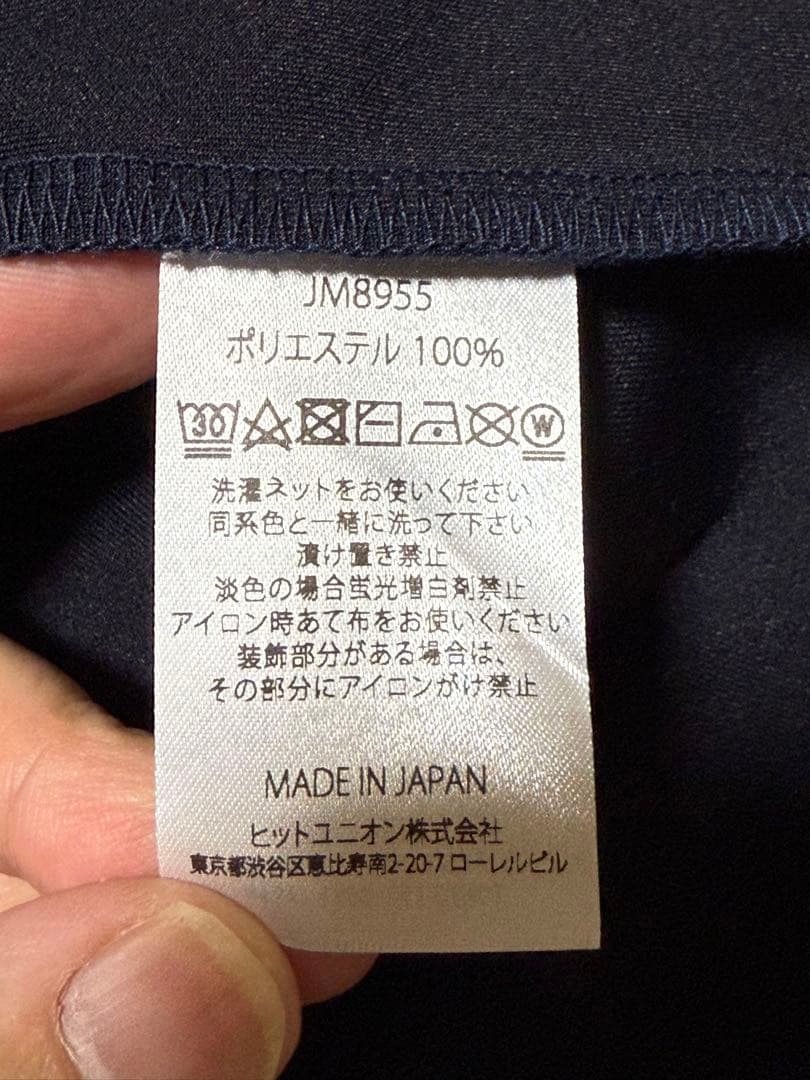 JM8955
ポリエステル 100%
30 W
洗濯ネットをお使いください
同系色と一緒に洗って下さい
漬け置き禁止
淡色の場合蛍光増白剤禁止
アイロン時あて布をお使いください
装飾部分がある場合は、
その部分にアイロンがけ禁止
MADE IN JAPAN
ヒットユニオン株式会社
東京都渋谷区恵比寿南2-20-7 ローレルビル